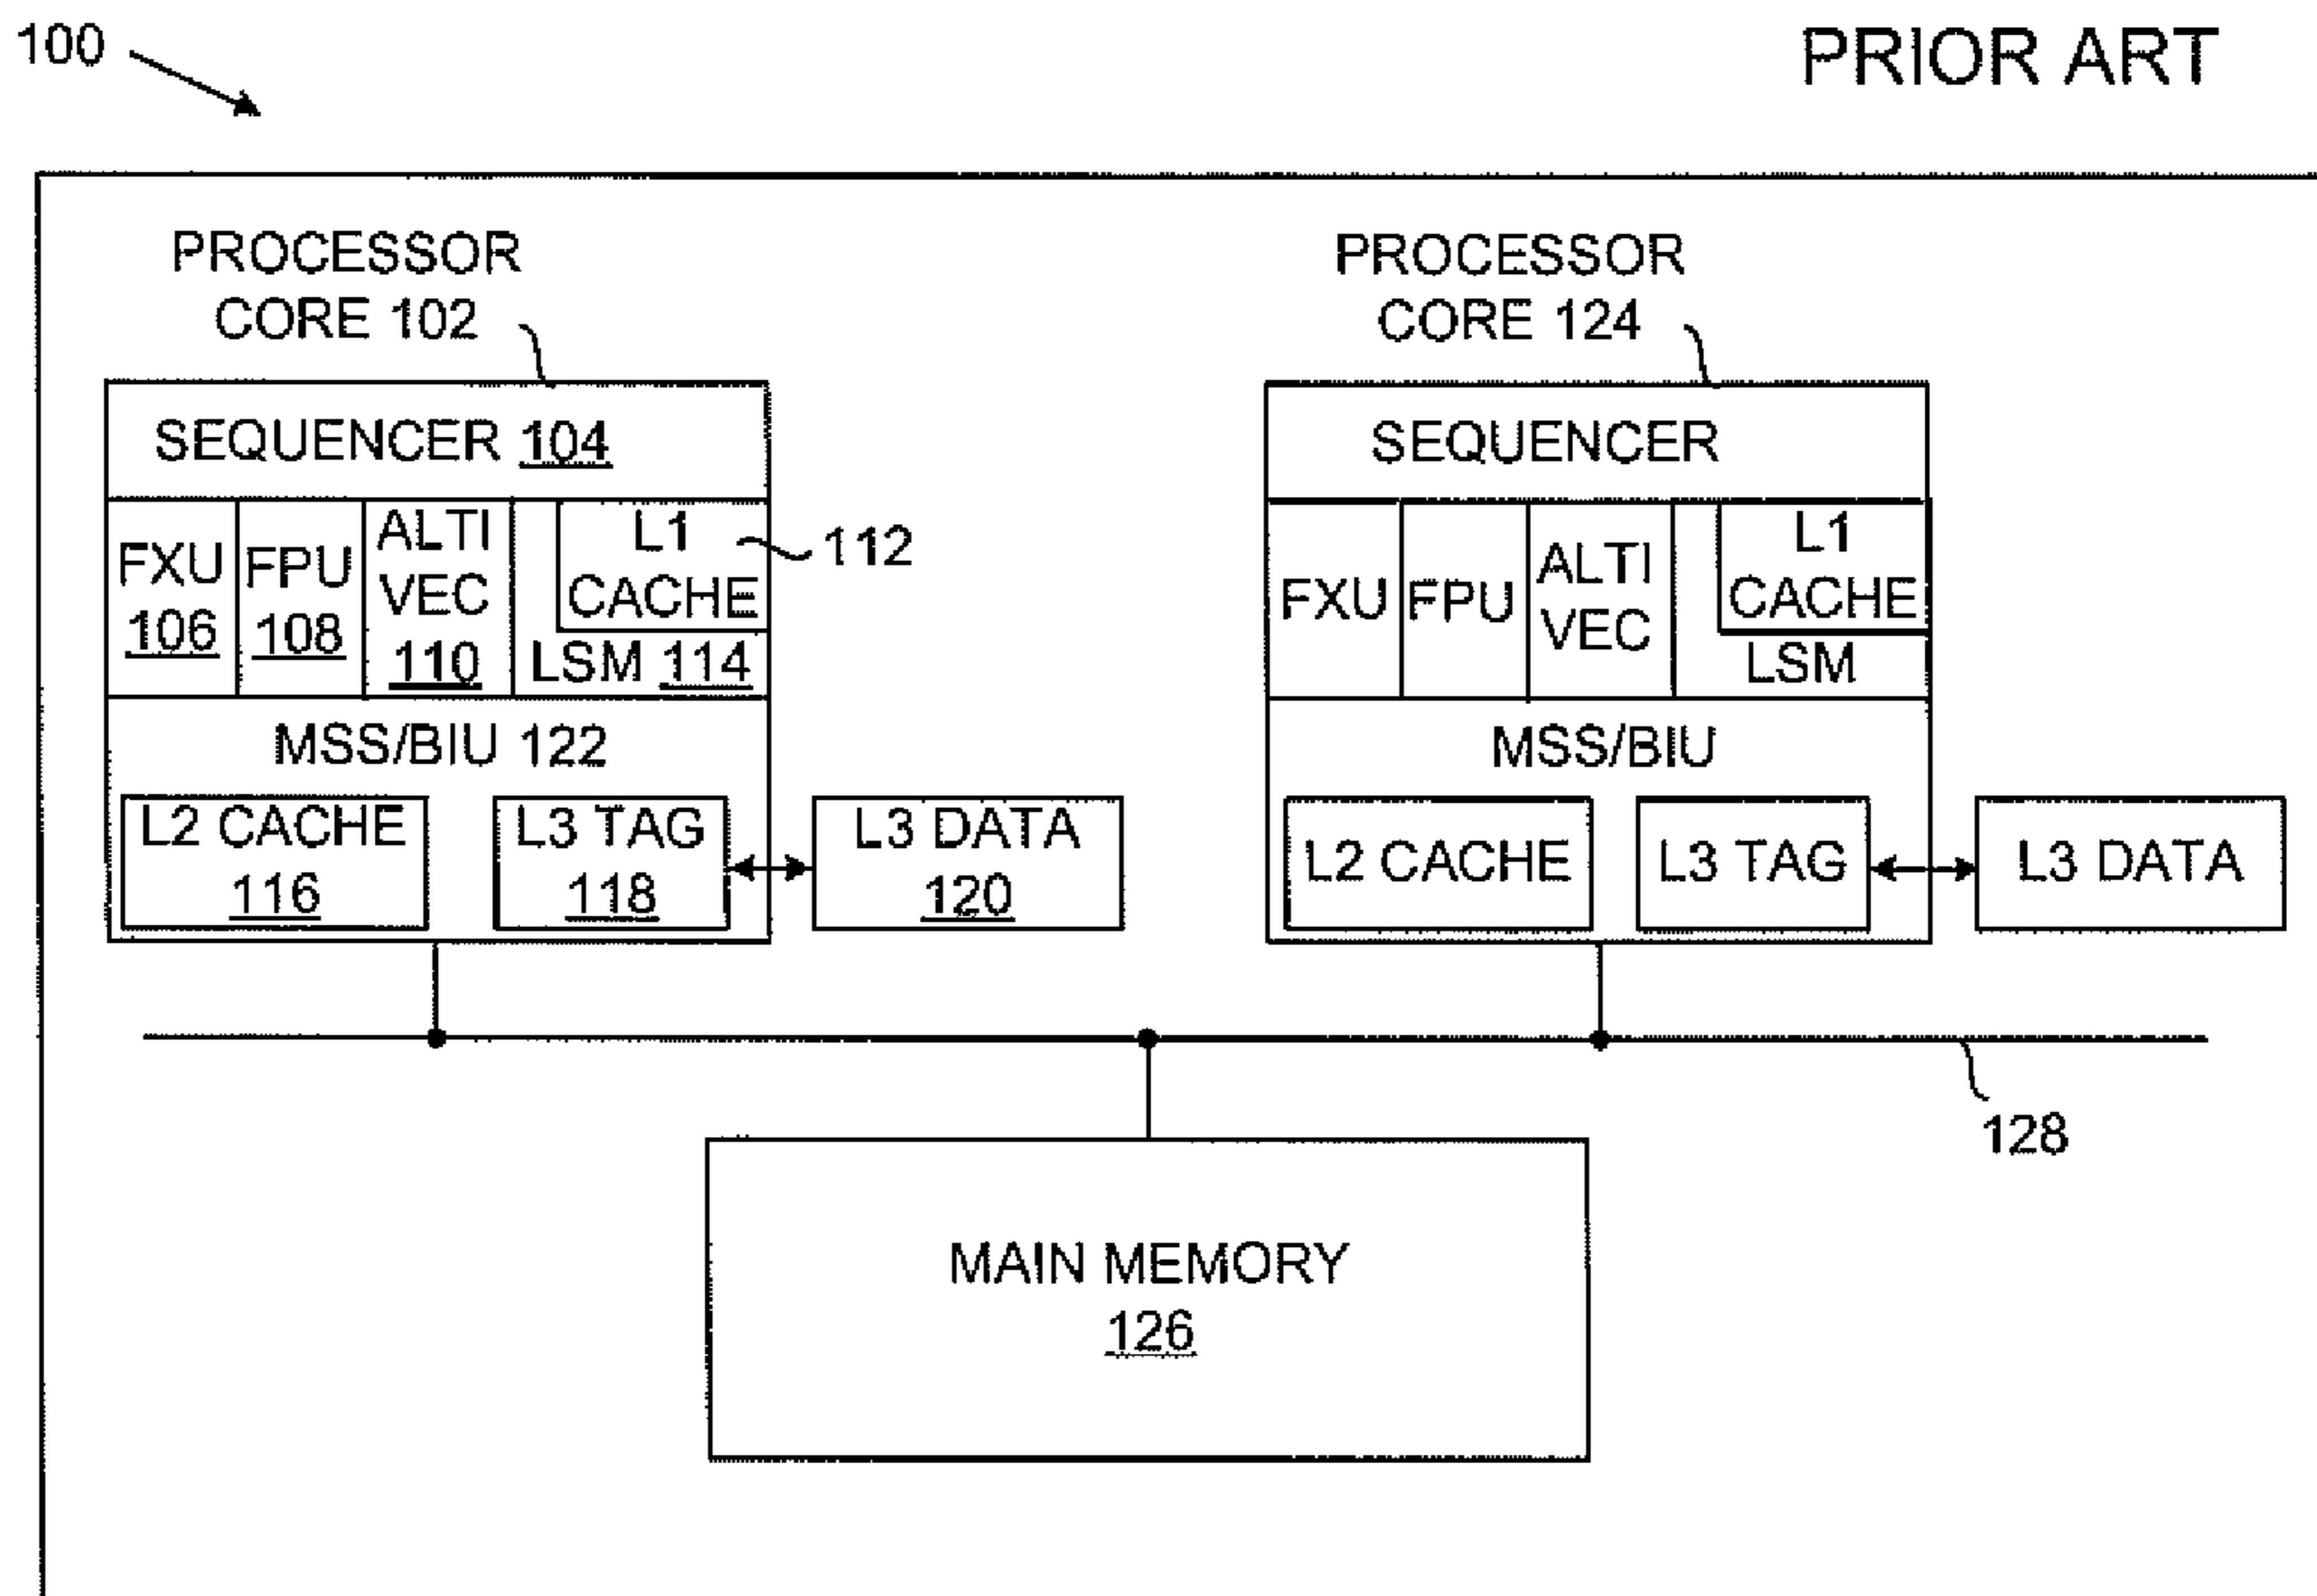 100
PRIOR ART
PROCESSOR
CORE 102
PROCESSOR
CORE 124
SEQUENCER 104
FXU
106
FPU
108
ALTI
VEC
110
L1
CACHE
112
LSM 114
MSS/BIU 122
L2 CACHE
116
L3 TAG
118
L3 DATA
120
SEQUENCER
FXU
FPU
ALTI
VEC
L1
CACHE
LSM
MSS/BIU
L2 CACHE
L3 TAG
L3 DATA
128
MAIN MEMORY
126